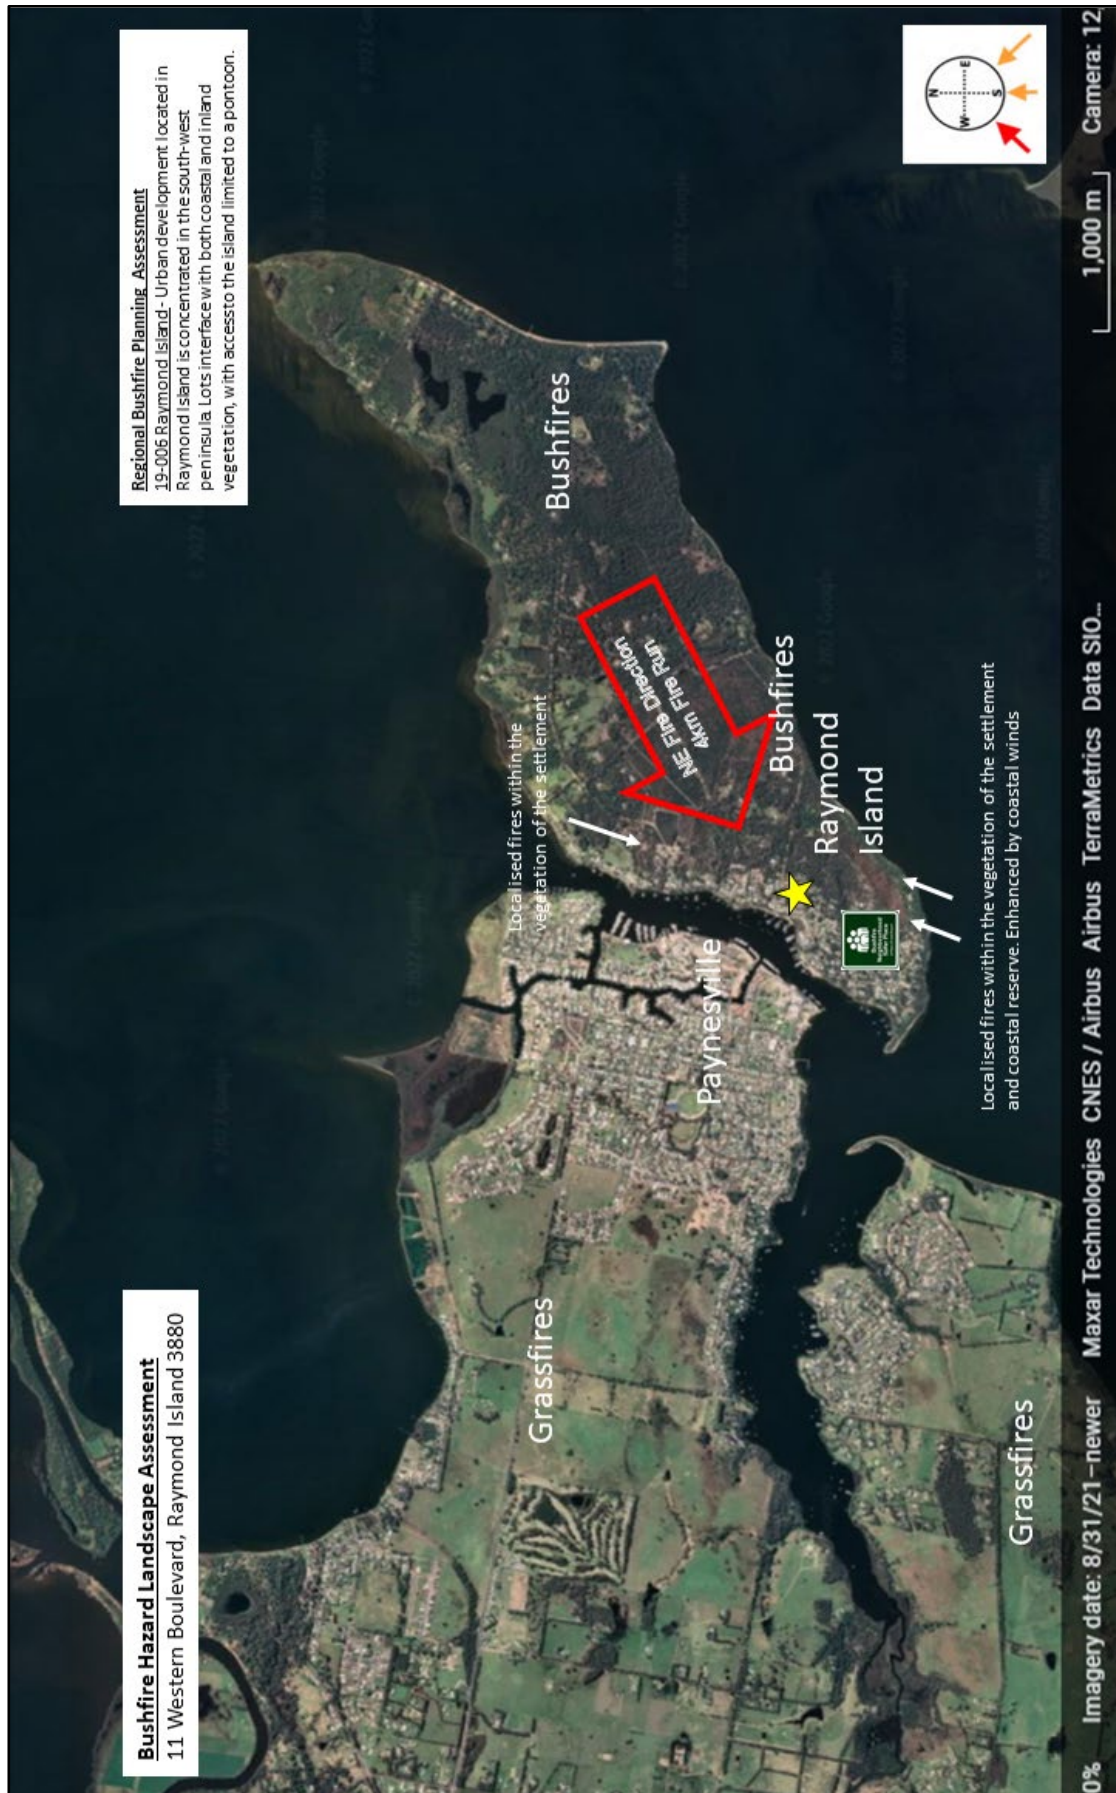 Bushfire Hazard Landscape Assessment
11 Western Boulevard, Raymond Island 3880
Regional Bushfire Planning Assessment
19-006 Raymond Island - Urban development located in
Raymond Island is concentrated in the south-west
peninsula. Lots interface with both coastal and inland
vegetation, with access to the island limited to a pontoon.
Grassfires
Paynesville
Localised fires within the
vegetation of the settlement
NE Fire Direction
4km Fire Run
Bushfires
Bushfires
Raymond
Island
Bushfire
Neighbourhood
Safer Place
Grassfires
Localised fires within the vegetation of the settlement
and coastal reserve. Enhanced by coastal winds
N
W
E
S
1,000 m
0% Imagery date: 8/31/21-newer Maxar Technologies CNES / Airbus Airbus TerraMetrics Data SIO... Camera: 12,